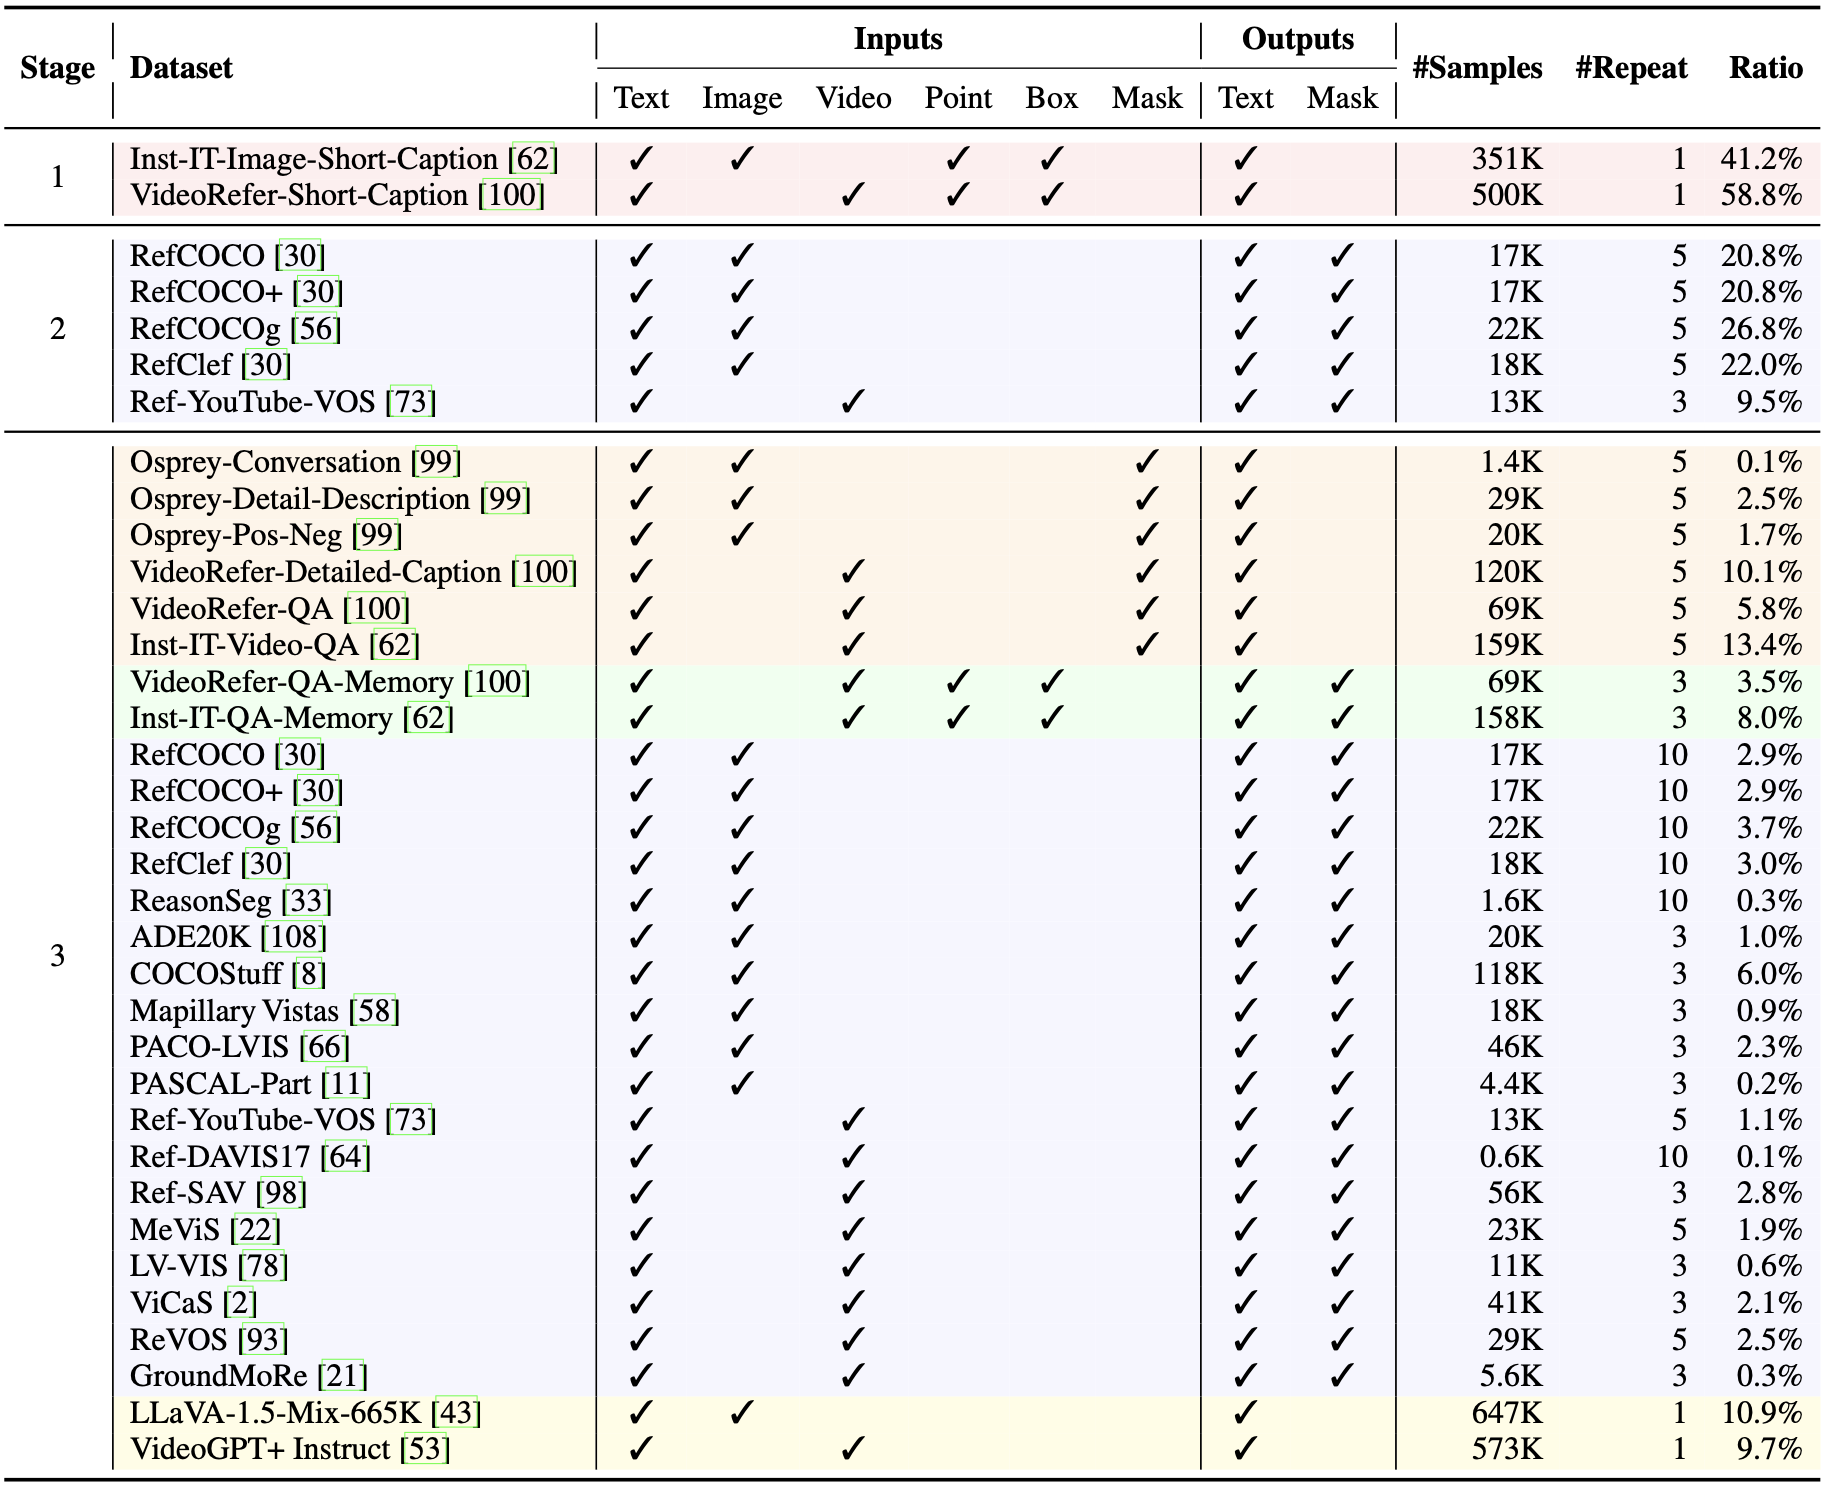 Stage Dataset Inputs Outputs #Samples #Repeat Ratio
Text Image Video Point Box Mask Text Mask
1
Inst-IT-Image-Short-Caption [62] ✓ ✓ ✓ ✓ ✓ 351K 1 41.2%
VideoRefer-Short-Caption [100] ✓ ✓ ✓ ✓ ✓ 500K 1 58.8%
2
RefCOCO [30] ✓ ✓ ✓ ✓ 17K 5 20.8%
RefCOCO+ [30] ✓ ✓ ✓ ✓ 17K 5 20.8%
RefCOCOg [56] ✓ ✓ ✓ ✓ 22K 5 26.8%
RefClef [30] ✓ ✓ ✓ ✓ 18K 5 22.0%
Ref-YouTube-VOS [73] ✓ ✓ ✓ ✓ 13K 3 9.5%
3
Osprey-Conversation [99] ✓ ✓ ✓ ✓ 1.4K 5 0.1%
Osprey-Detail-Description [99] ✓ ✓ ✓ ✓ 29K 5 2.5%
Osprey-Pos-Neg [99] ✓ ✓ ✓ ✓ 20K 5 1.7%
VideoRefer-Detailed-Caption [100] ✓ ✓ ✓ ✓ 120K 5 10.1%
VideoRefer-QA [100] ✓ ✓ ✓ ✓ 69K 5 5.8%
Inst-IT-Video-QA [62] ✓ ✓ ✓ ✓ 159K 5 13.4%
VideoRefer-QA-Memory [100] ✓ ✓ ✓ ✓ ✓ ✓ 69K 3 3.5%
Inst-IT-QA-Memory [62] ✓ ✓ ✓ ✓ ✓ ✓ 158K 3 8.0%
RefCOCO [30] ✓ ✓ ✓ ✓ 17K 10 2.9%
RefCOCO+ [30] ✓ ✓ ✓ ✓ 17K 10 2.9%
RefCOCOg [56] ✓ ✓ ✓ ✓ 22K 10 3.7%
RefClef [30] ✓ ✓ ✓ ✓ 18K 10 3.0%
ReasonSeg [33] ✓ ✓ ✓ ✓ 1.6K 10 0.3%
ADE20K [108] ✓ ✓ ✓ ✓ 20K 3 1.0%
COCOStuff [8] ✓ ✓ ✓ ✓ 118K 3 6.0%
Mapillary Vistas [58] ✓ ✓ ✓ ✓ 18K 3 0.9%
PACO-LVIS [66] ✓ ✓ ✓ ✓ 46K 3 2.3%
PASCAL-Part [11] ✓ ✓ ✓ ✓ 4.4K 3 0.2%
Ref-YouTube-VOS [73] ✓ ✓ ✓ ✓ 13K 5 1.1%
Ref-DAVIS17 [64] ✓ ✓ ✓ ✓ 0.6K 10 0.1%
Ref-SAV [98] ✓ ✓ ✓ ✓ 56K 3 2.8%
MeViS [22] ✓ ✓ ✓ ✓ 23K 5 1.9%
LV-VIS [78] ✓ ✓ ✓ ✓ 11K 3 0.6%
ViCaS [2] ✓ ✓ ✓ ✓ 41K 3 2.1%
ReVOS [93] ✓ ✓ ✓ ✓ 29K 5 2.5%
GroundMoRe [21] ✓ ✓ ✓ ✓ 5.6K 3 0.3%
LLaVA-1.5-Mix-665K [43] ✓ ✓ ✓ 647K 1 10.9%
VideoGPT+ Instruct [53] ✓ ✓ ✓ 573K 1 9.7%